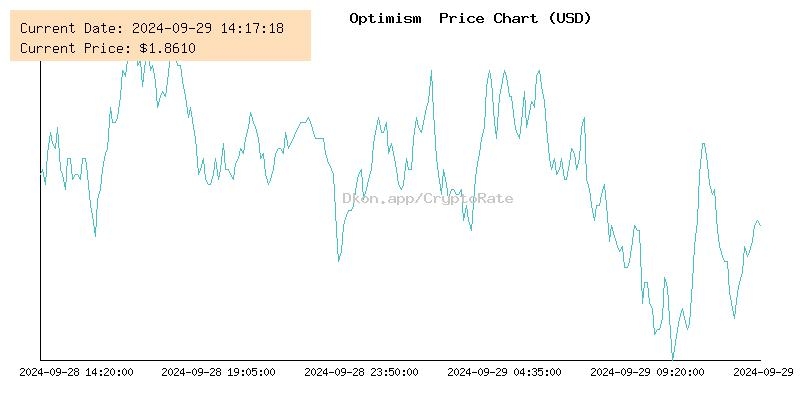 Optimism Price Chart (USD)
Current Date: 2024-09-29 14:17:18
Current Price: $1.8610
Dkon.app/CryptoRate
2024-09-28 14:20:00 2024-09-28 19:05:00 2024-09-28 23:50:00 2024-09-29 04:35:00 2024-09-29 09:20:00 2024-09-29